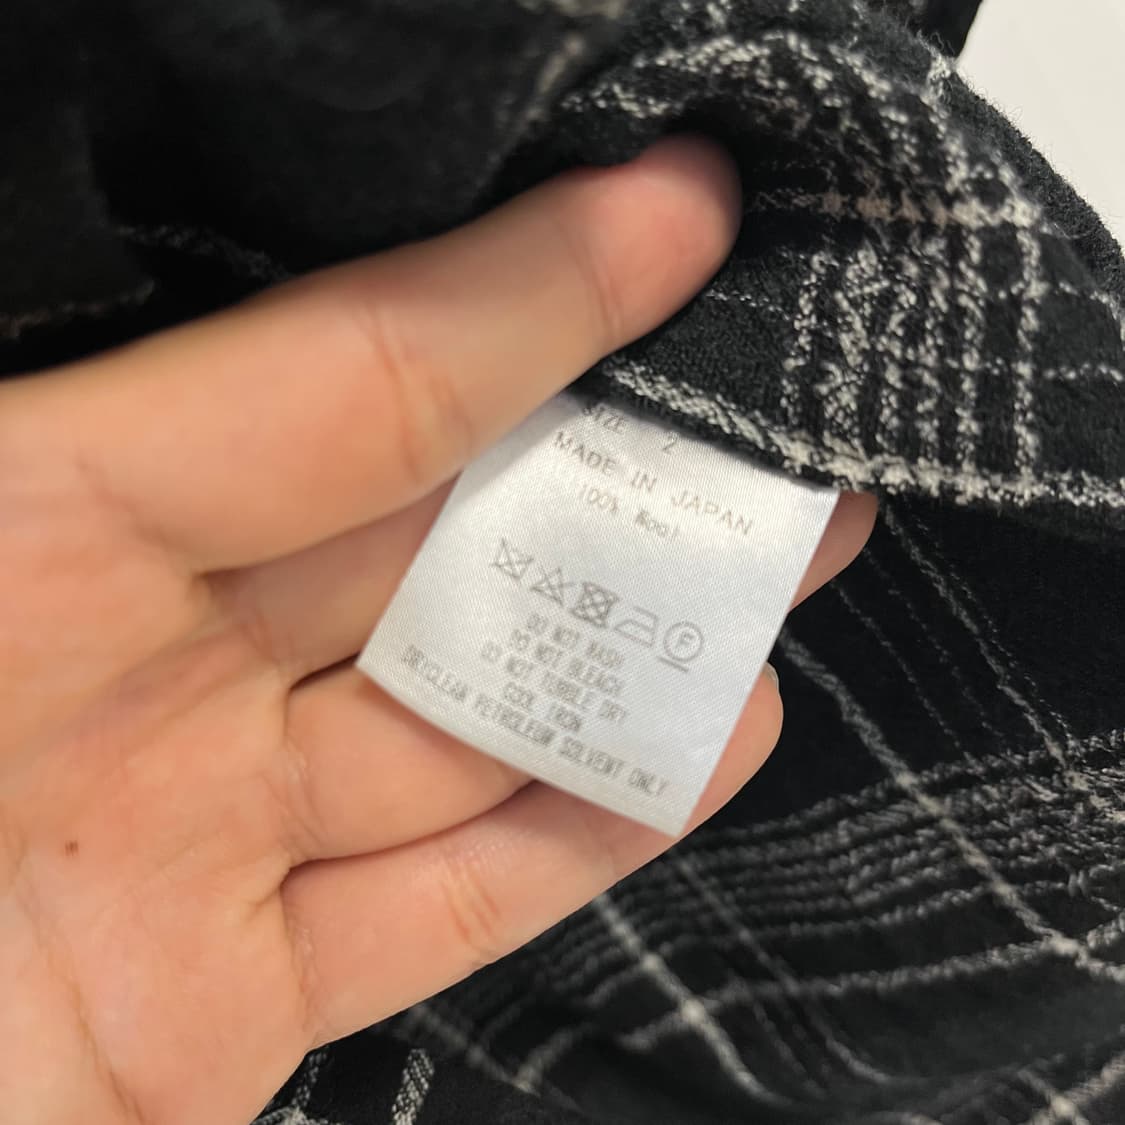 SIZE 2
MADE IN JAPAN
100% Wool
F
DO NOT WASH
DO NOT BLEACH
DO NOT TUMBLE DRY
COOL IRON
DRYCLEAN PETROLEUM SOLVENT ONLY